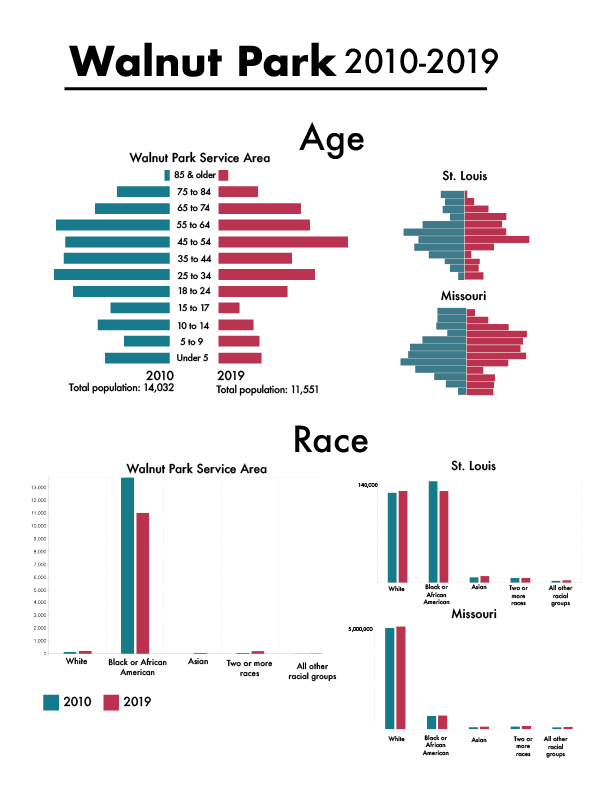 Walnut Park 2010-2019
Age
Walnut Park Service Area
85 & older
75 to 84
65 to 74
55 to 64
45 to 54
35 to 44
25 to 34
18 to 24
15 to 17
10 to 14
5 to 9
Under 5
2010
2019
Total population: 14,032
Total population: 11,551
St. Louis
Missouri
Race
Walnut Park Service Area
13,000
12,000
11,000
10,000
9,000
8,000
7,000
6,000
5,000
4,000
3,000
2,000
1,000
0
White
Black or African
American
Asian
Two or more
races
All other
racial groups
2010
2019
St. Louis
140,000
White
Black or
African
American
Asian
Two or
more
races
All other
racial
groups
Missouri
5,000,000
White
Black or
African
American
Asian
Two or
more
races
All other
racial
groups